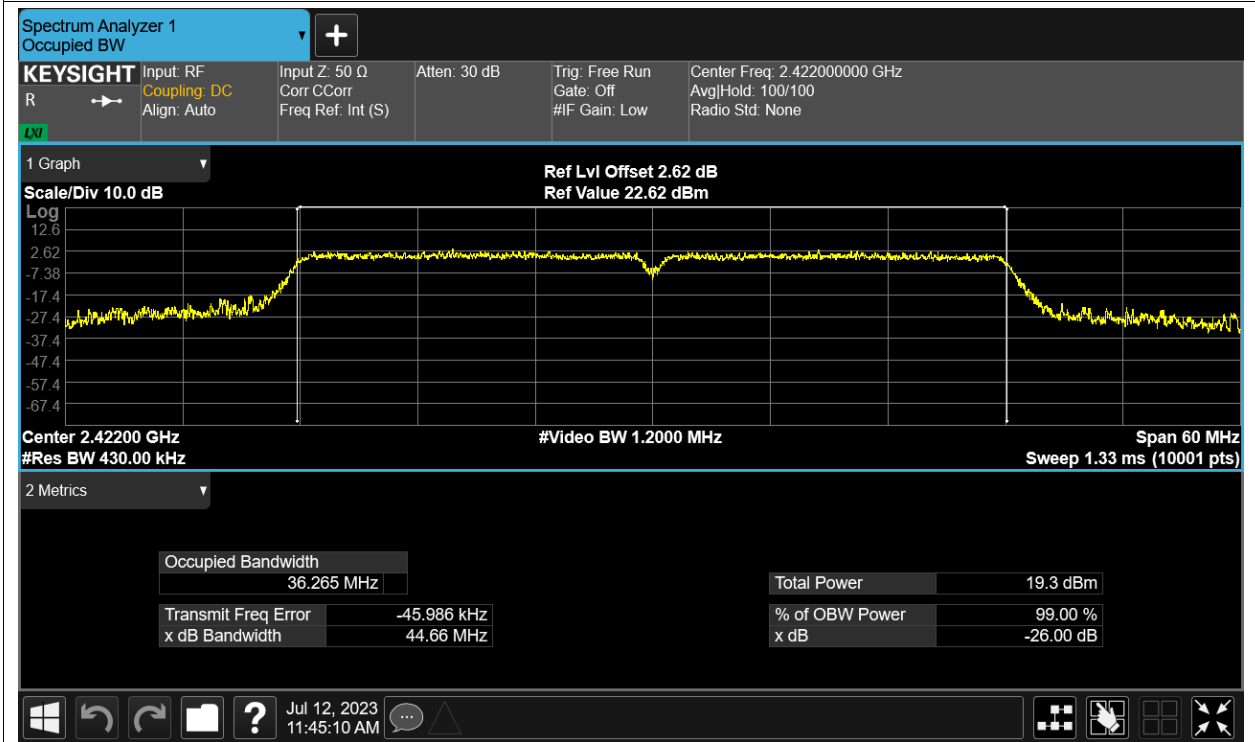 Spectrum Analyzer 1
Occupied BW
KEYSIGHT Input: RF Input Z: 50 Ω Atten: 30 dB Trig: Free Run Center Freq: 2.422000000 GHz
R Coupling: DC Corr CCorr Gate: Off Avg|Hold: 100/100
Align: Auto Freq Ref: Int (S) #IF Gain: Low Radio Std: None
LXI
1 Graph
Ref Lvl Offset 2.62 dB
Scale/Div 10.0 dB Ref Value 22.62 dBm
Log
12.6
2.62
-7.38
-17.4
-27.4
-37.4
-47.4
-57.4
-67.4
Center 2.42200 GHz #Video BW 1.2000 MHz Span 60 MHz
#Res BW 430.00 kHz Sweep 1.33 ms (10001 pts)
2 Metrics
Occupied Bandwidth
36.265 MHz Total Power 19.3 dBm
Transmit Freq Error -45.986 kHz % of OBW Power 99.00 %
x dB Bandwidth 44.66 MHz x dB -26.00 dB
? Jul 12, 2023
11:45:10 AM